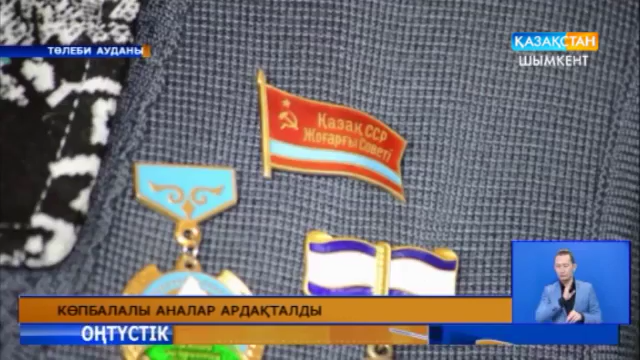 ТӨЛЕБИ АУДАНЫ
ҚАЗАҚСТАН
ШЫМКЕНТ
Қазақ ССР
Жоғарғы Советі
КӨПБАЛАЛЫ АНАЛАР АРДАҚТАЛДЫ
ОҢТҮСТІК